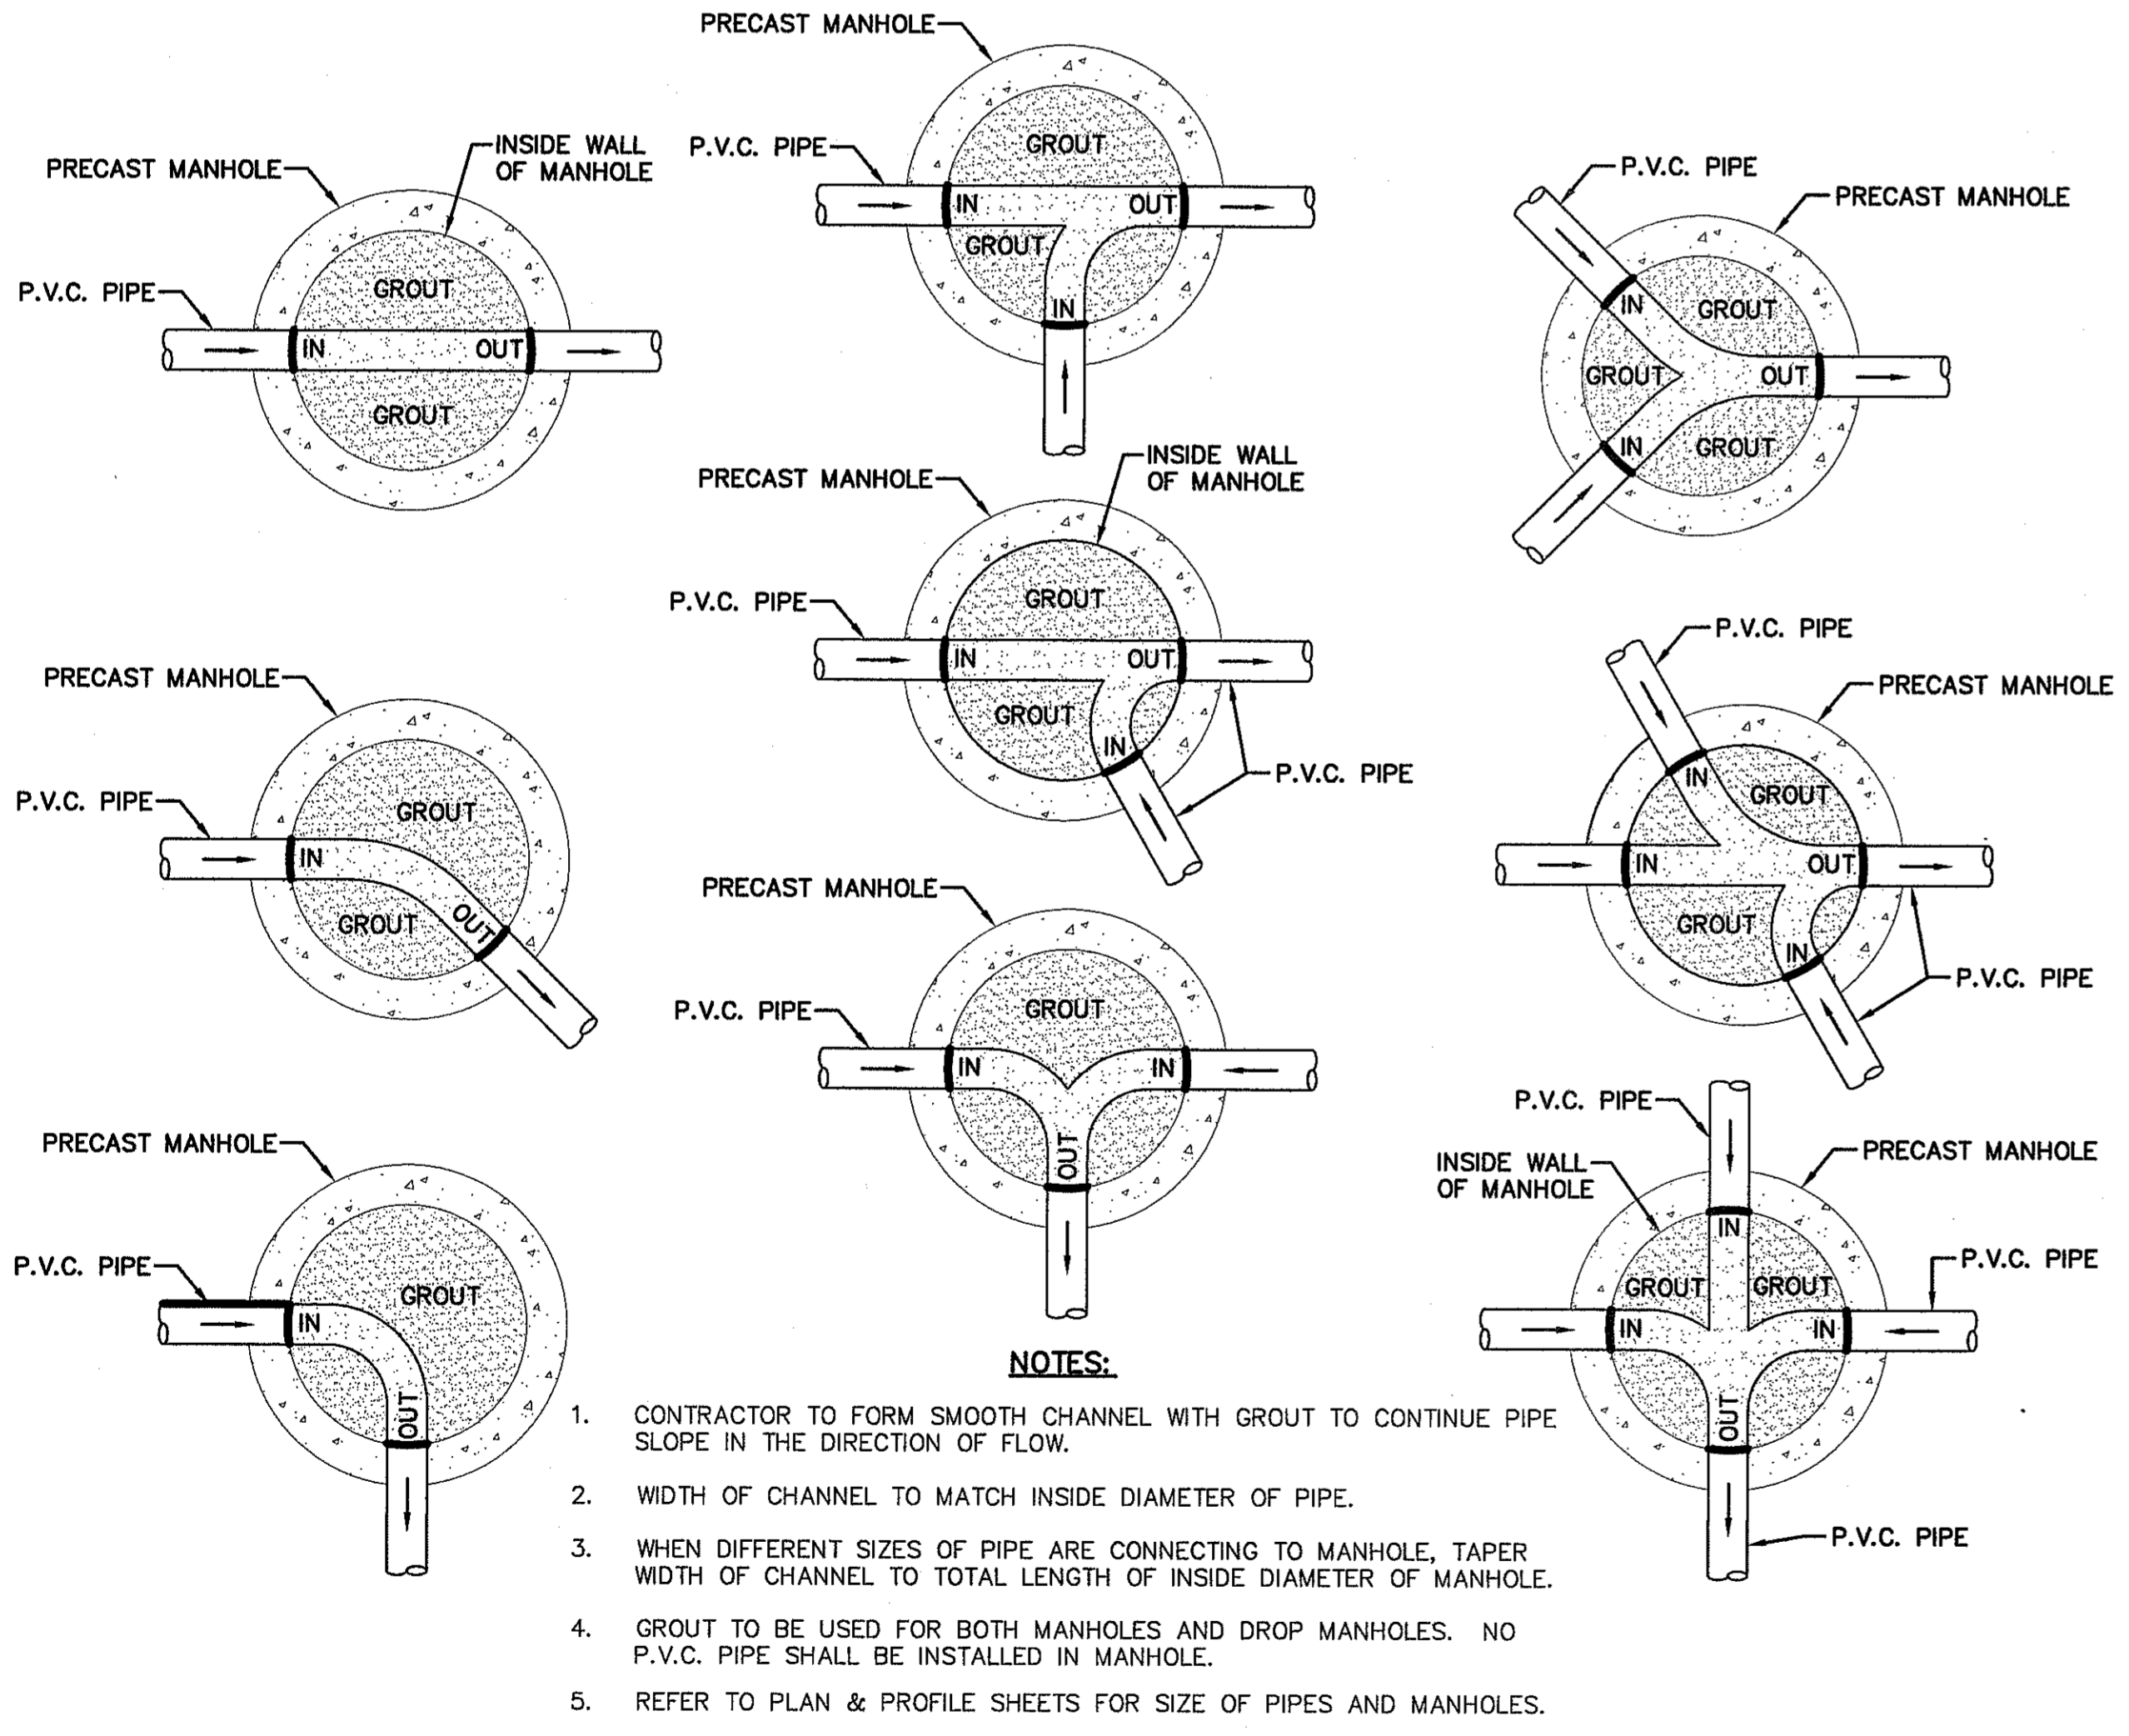 PRECAST MANHOLE
INSIDE WALL
OF MANHOLE
P.V.C. PIPE
GROUT
IN
OUT
GROUT
PRECAST MANHOLE
P.V.C. PIPE
GROUT
IN
GROUT
OUT
PRECAST MANHOLE
P.V.C. PIPE
GROUT
IN
OUT
PRECAST MANHOLE
P.V.C. PIPE
GROUT
IN
OUT
GROUT
IN
PRECAST MANHOLE
INSIDE WALL
OF MANHOLE
P.V.C. PIPE
GROUT
IN
OUT
GROUT
IN
P.V.C. PIPE
PRECAST MANHOLE
P.V.C. PIPE
GROUT
IN
IN
OUT
P.V.C. PIPE
PRECAST MANHOLE
IN
GROUT
GROUT
OUT
IN
GROUT
P.V.C. PIPE
PRECAST MANHOLE
IN
GROUT
IN
OUT
GROUT
IN
P.V.C. PIPE
P.V.C. PIPE
PRECAST MANHOLE
INSIDE WALL
OF MANHOLE
IN
P.V.C. PIPE
GROUT
GROUT
IN
IN
OUT
P.V.C. PIPE
NOTES:
1. CONTRACTOR TO FORM SMOOTH CHANNEL WITH GROUT TO CONTINUE PIPE
SLOPE IN THE DIRECTION OF FLOW.
2. WIDTH OF CHANNEL TO MATCH INSIDE DIAMETER OF PIPE.
3. WHEN DIFFERENT SIZES OF PIPE ARE CONNECTING TO MANHOLE, TAPER
WIDTH OF CHANNEL TO TOTAL LENGTH OF INSIDE DIAMETER OF MANHOLE.
4. GROUT TO BE USED FOR BOTH MANHOLES AND DROP MANHOLES. NO
P.V.C. PIPE SHALL BE INSTALLED IN MANHOLE.
5. REFER TO PLAN & PROFILE SHEETS FOR SIZE OF PIPES AND MANHOLES.